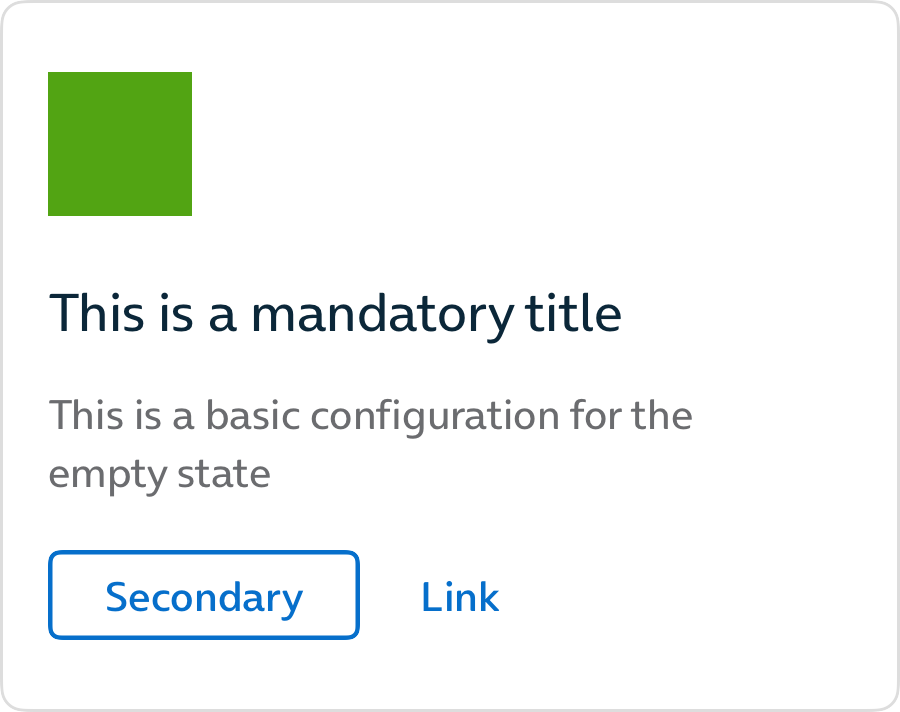 This is a mandatory title
This is a basic configuration for the
empty state
Secondary
Link